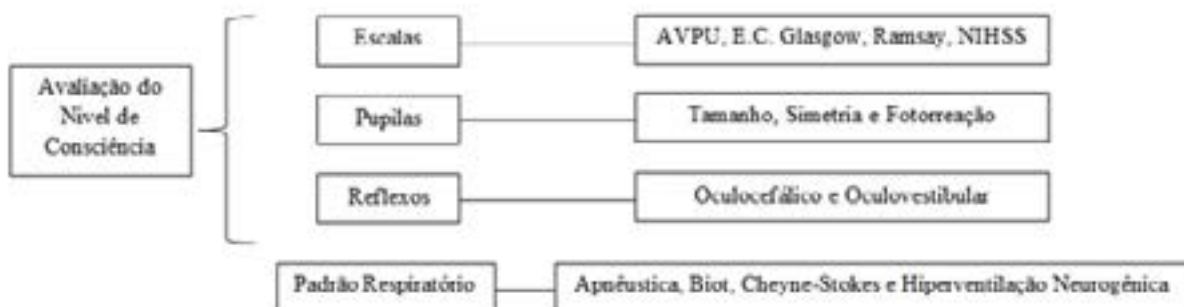 Avaliação do
Nível de
Consciência
Escalas
AVPU, E.C. Glasgow, Ramsay, NIHSS
Pupilas
Tamanho, Simetria e Fotorreação
Reflexos
Oculocefálico e Oculovestibular
Padrão Respiratório
Apnêustica, Biot, Cheyne-Stokes e Hiperventilação Neurogênica